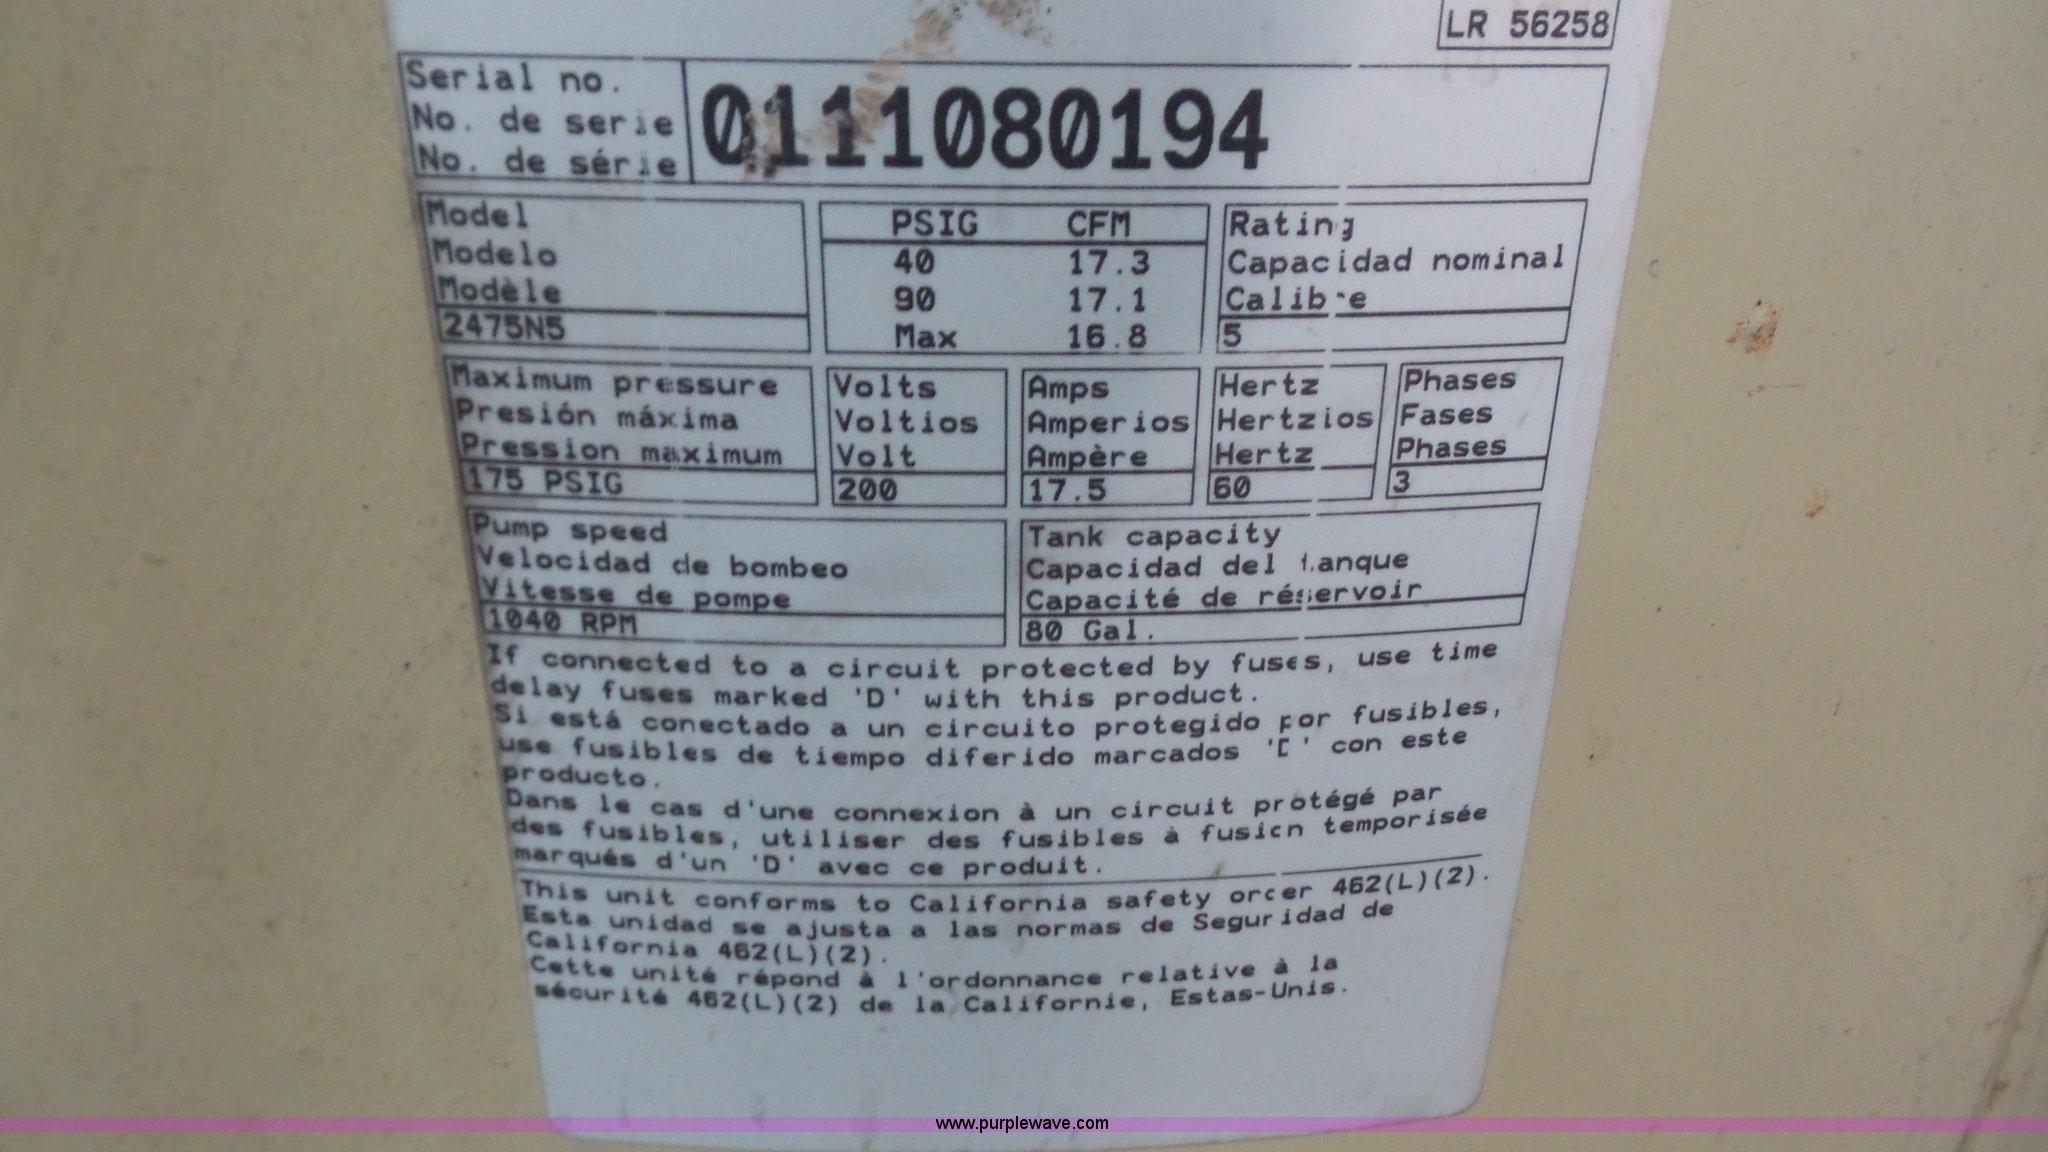 LR 56258
Serial no.
No. de serie
No. de série
0111080194
Model
Modelo
Modèle
2475N5
PSIG CFM
40 17.3
90 17.1
Max 16.8
Rating
Capacidad nominal
Calibre
5
Maximum pressure
Presión máxima
Pression maximum
175 PSIG
Volts
Voltios
Volt
200
Amps
Amperios
Ampère
17.5
Hertz
Hertzios
Hertz
60
Phases
Fases
Phases
3
Pump speed
Velocidad de bombeo
Vitesse de pompe
1040 RPM
Tank capacity
Capacidad del tanque
Capacité de réservoir
80 Gal.
If connected to a circuit protected by fuses, use time
delay fuses marked 'D' with this product.
Si está conectado a un circuito protegido por fusibles,
use fusibles de tiempo diferido marcados 'D' con este
producto.
Dans le cas d'une connexion à un circuit protégé par
des fusibles, utiliser des fusibles à fusion temporisée
marqués d'un 'D' avec ce produit.
This unit conforms to California safety order 462(L)(2).
Esta unidad se ajusta a las normas de Seguridad de
California 462(L)(2).
Cette unité répond à l'ordonnance relative à la
sécurité 462(L)(2) de la Californie, Estas-Unis.
www.purplewave.com